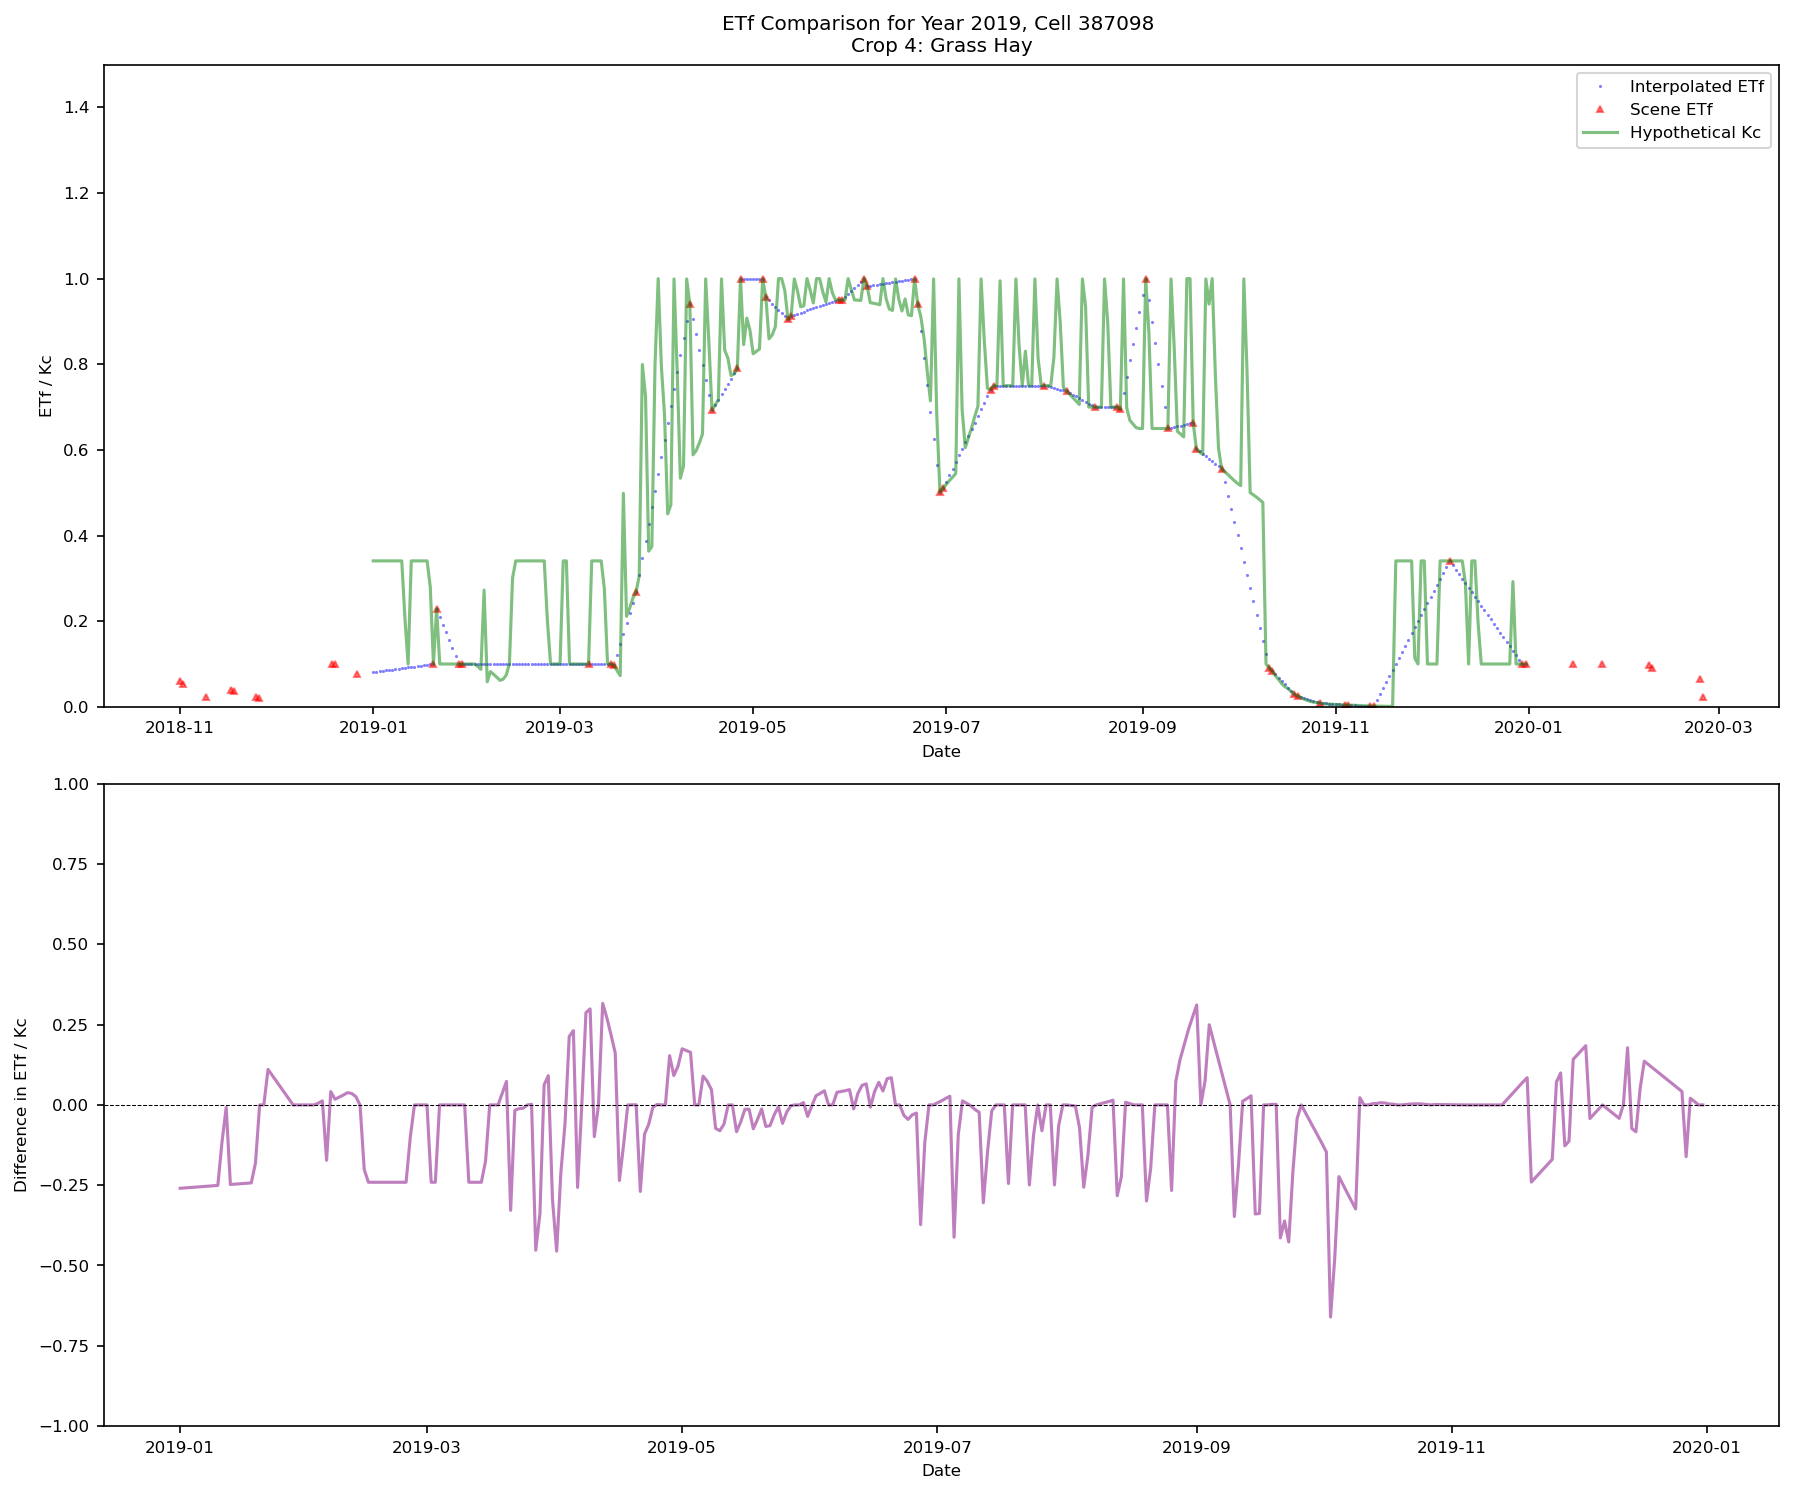 ETf Comparison for Year 2019, Cell 387098
Crop 4: Grass Hay
Interpolated ETf
Scene ETf
Hypothetical Kc
ETf / Kc
1.4
1.2
1.0
0.8
0.6
0.4
0.2
0.0
2018-11 2019-01 2019-03 2019-05 2019-07 2019-09 2019-11 2020-01 2020-03
Date
Difference in ETf / Kc
1.00
0.75
0.50
0.25
0.00
−0.25
−0.50
−0.75
−1.00
2019-01 2019-03 2019-05 2019-07 2019-09 2019-11 2020-01
Date